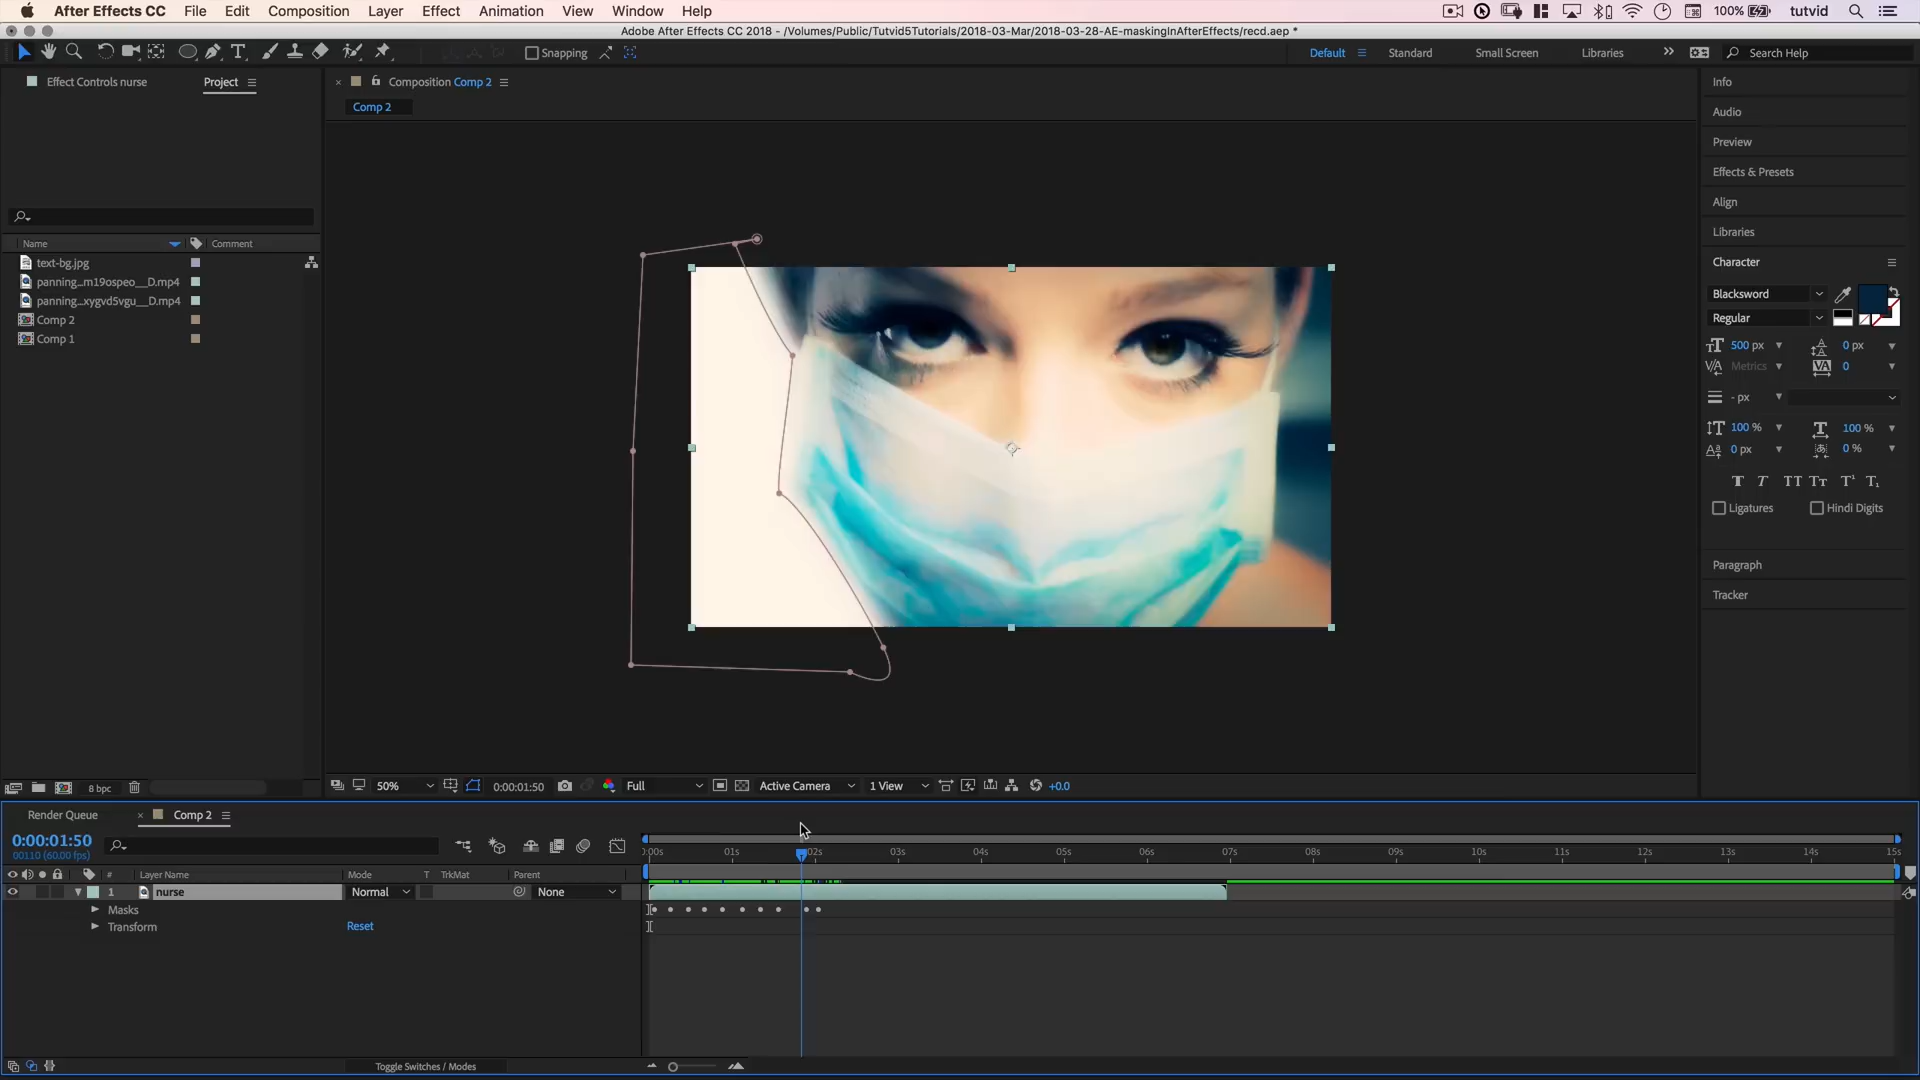 After Effects CC File Edit Composition Layer Effect Animation View Window Help 100% tutvid
Adobe After Effects CC 2018 - /Volumes/Public/Tutvid5Tutorials/2018-03-Mar/2018-03-28-AE-maskingInAfterEffects/recd.aep *
Snapping Default Standard Small Screen Libraries Search Help
Effect Controls nurse Project
Composition Comp 2
Comp 2
Name Comment
text-bg.jpg
panning...m19ospeo__D.mp4
panning...xygvd5vgu__D.mp4
Comp 2
Comp 1
8 bpc
50% 0:00:01:50 Full Active Camera 1 View +0.0
Info
Audio
Preview
Effects & Presets
Align
Libraries
Character
Blacksword
Regular
500 px 0 px
Metrics 0
- px
100 % 100 %
0 px 0 %
Ligatures Hindi Digits
Paragraph
Tracker
Render Queue Comp 2
0:00:01:50
00110 (60.00 fps)
# Layer Name Mode T TrkMat Parent
1 nurse Normal None
Masks
Transform Reset
Toggle Switches / Modes
):00s 01s 02s 03s 04s 05s 06s 07s 08s 09s 10s 11s 12s 13s 14s 15s